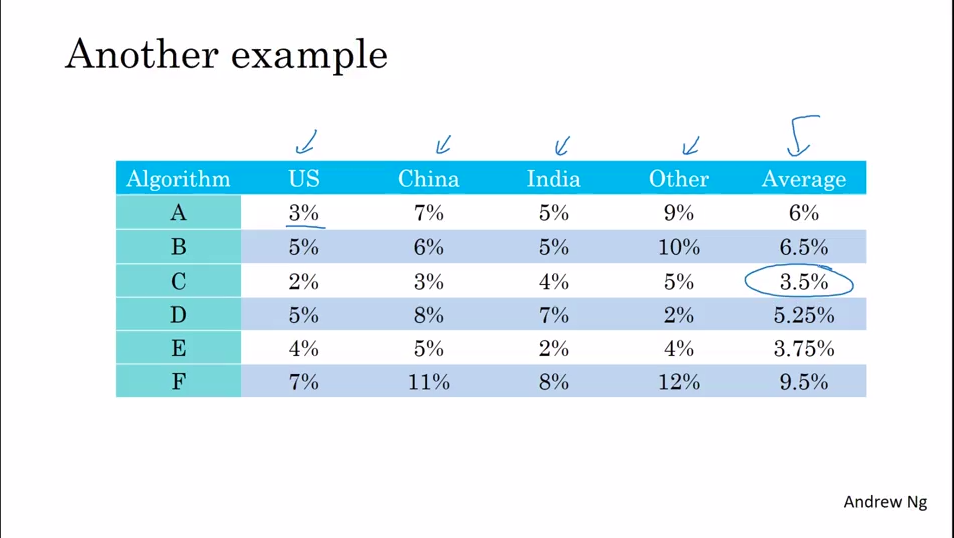 Another example
Algorithm US China India Other Average
A 3% 7% 5% 9% 6%
B 5% 6% 5% 10% 6.5%
C 2% 3% 4% 5% 3.5%
D 5% 8% 7% 2% 5.25%
E 4% 5% 2% 4% 3.75%
F 7% 11% 8% 12% 9.5%
Andrew Ng